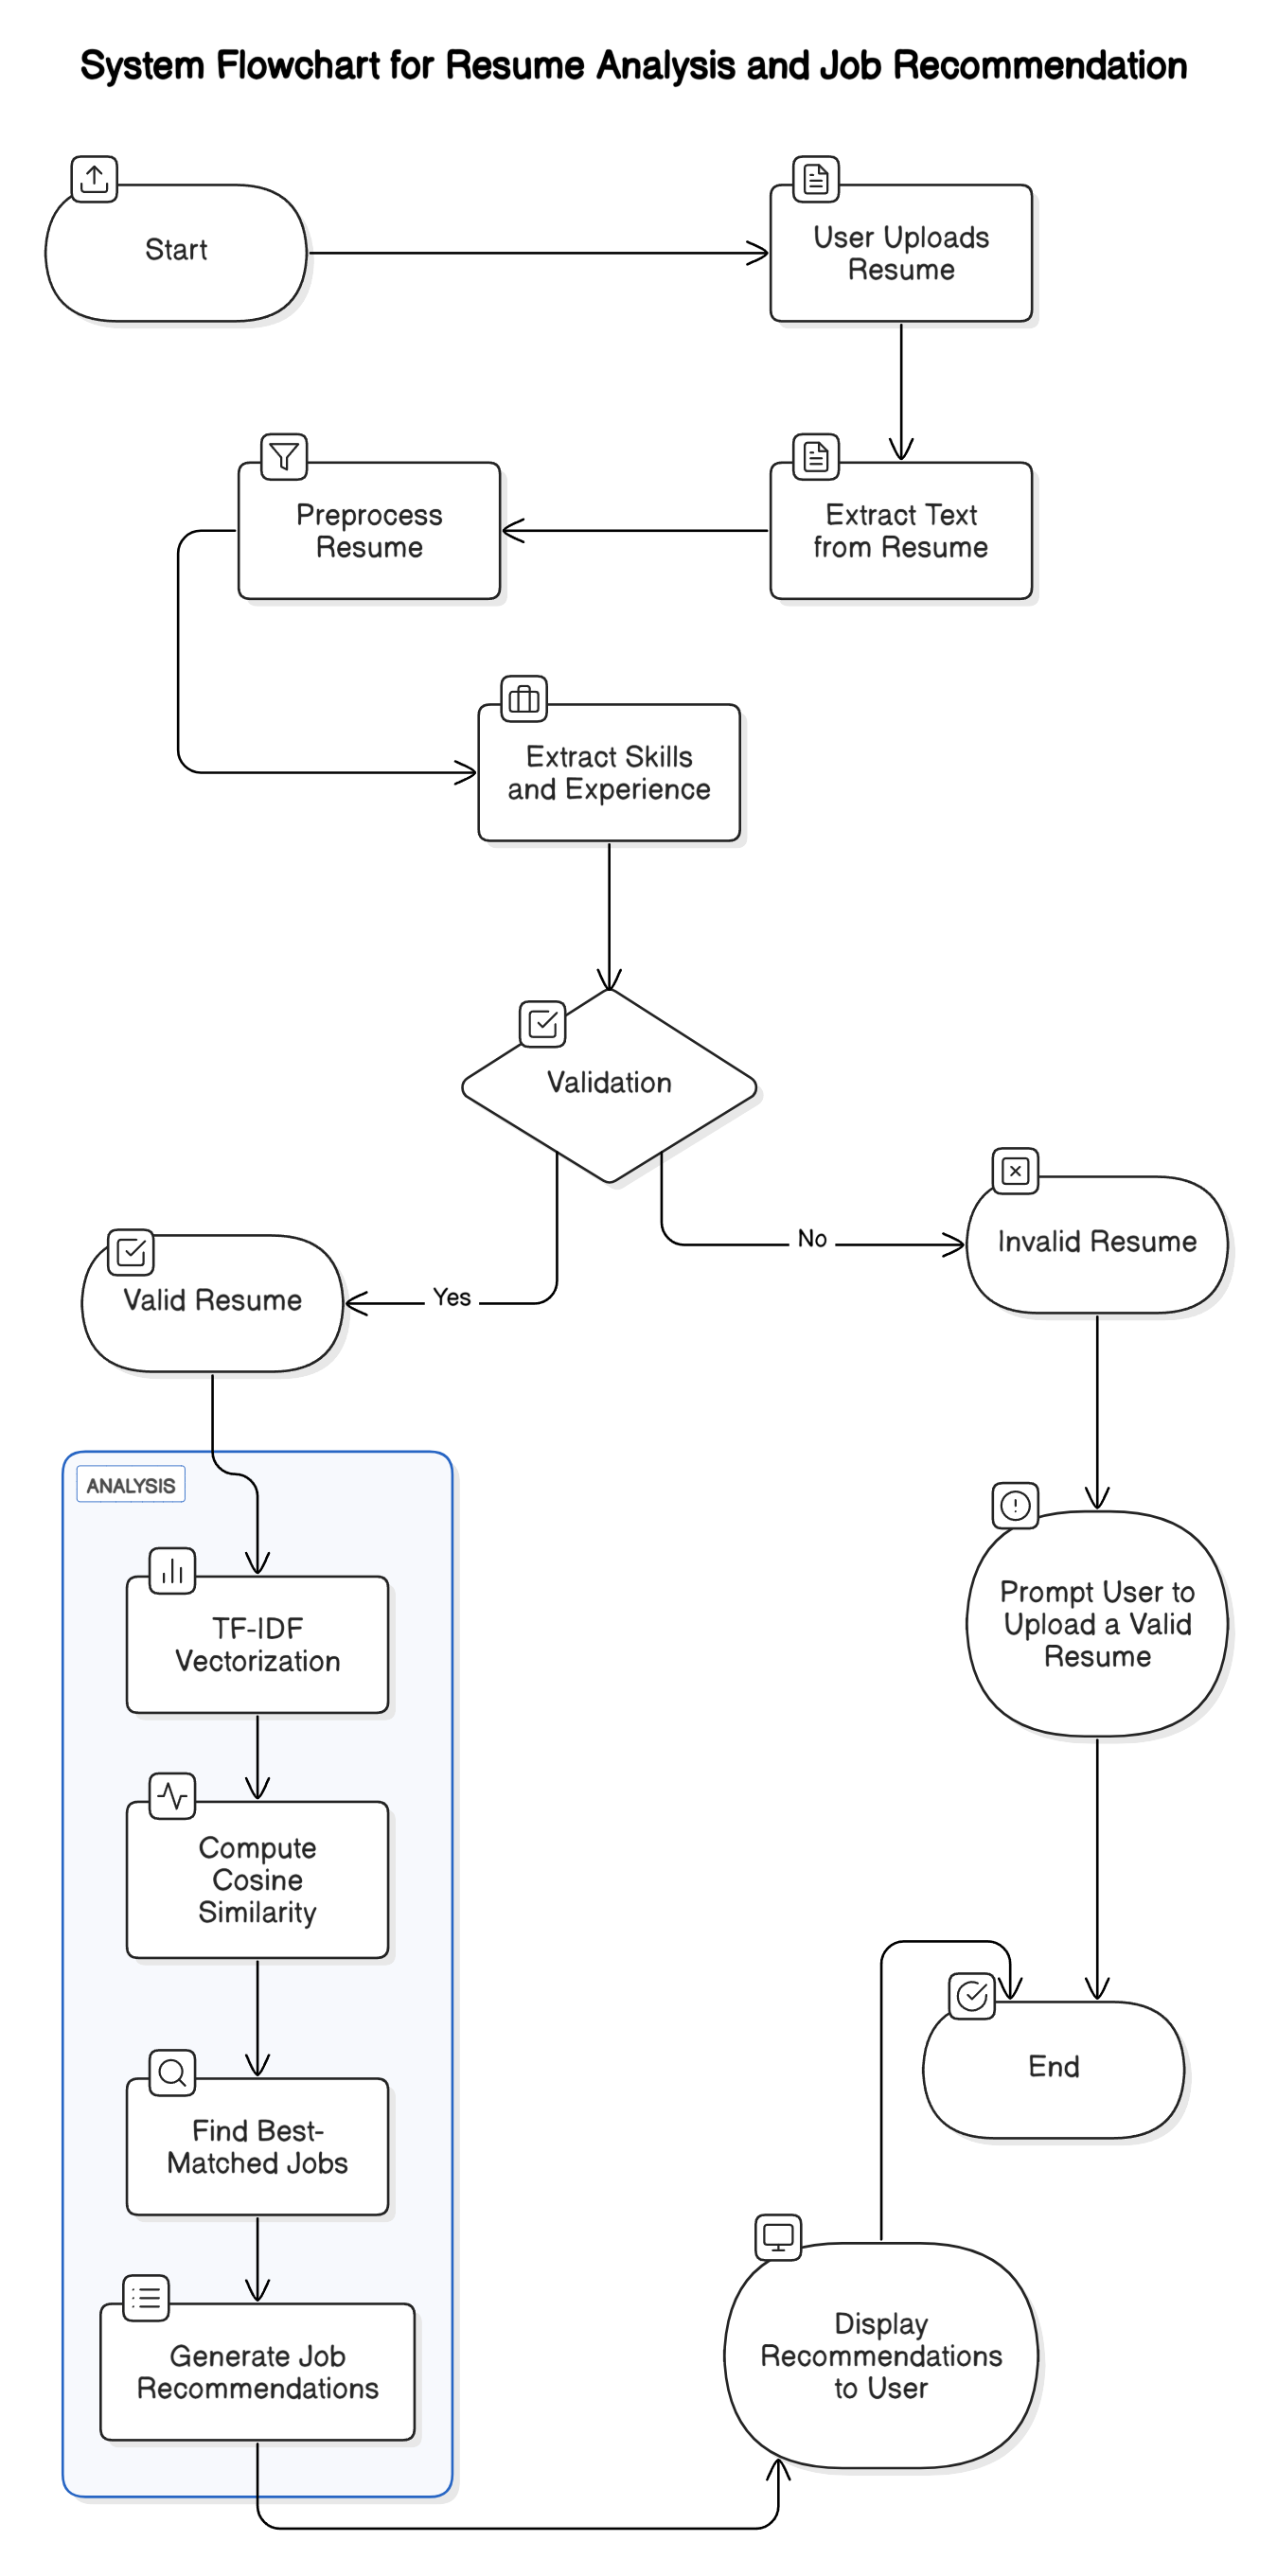 System Flowchart for Resume Analysis and Job Recommendation
Start
User Uploads
Resume
Extract Text
from Resume
Preprocess
Resume
Extract Skills
and Experience
Validation
No
Invalid Resume
Yes
Valid Resume
ANALYSIS
TF-IDF
Vectorization
Compute
Cosine
Similarity
Find Best-
Matched Jobs
Generate Job
Recommendations
Prompt User to
Upload a Valid
Resume
End
Display
Recommendations
to User